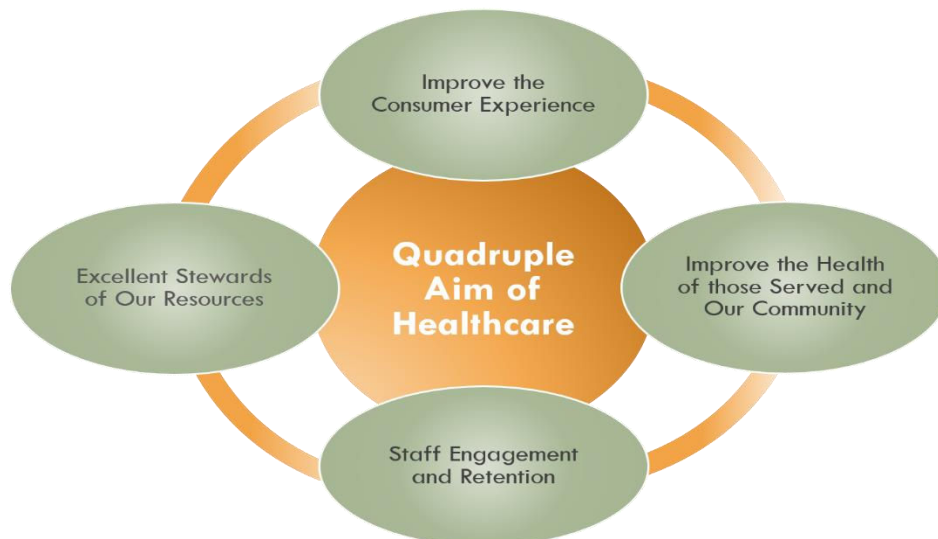 Improve the
Consumer Experience
Excellent Stewards
of Our Resources
Quadruple
Aim of
Healthcare
Improve the Health
of those Served and
Our Community
Staff Engagement
and Retention